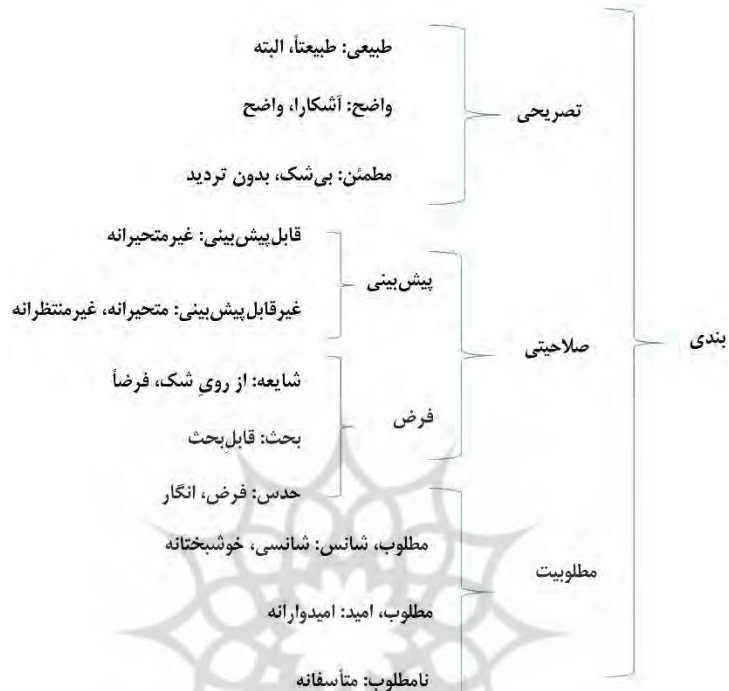 طبیعی: طبیعتاً، البته
تصریحی
واضح: آشکارا، واضح
مطمئن: بی‌شک، بدون تردید
قابل‌پیش‌بینی: غیرمتحیرانه
پیش‌بینی
غیرقابل‌پیش‌بینی: متحیرانه، غیرمنتظرانه
بندی
صلاحیتی
شایعه: از رویِ شک، فرضاً
فرض
بحث: قابلِ‌بحث
حدس: فرض، انگار
مطلوب، شانس: شانسی، خوشبختانه
مطلوبیت
مطلوب، امید: امیدوارانه
نامطلوب: متأسفانه